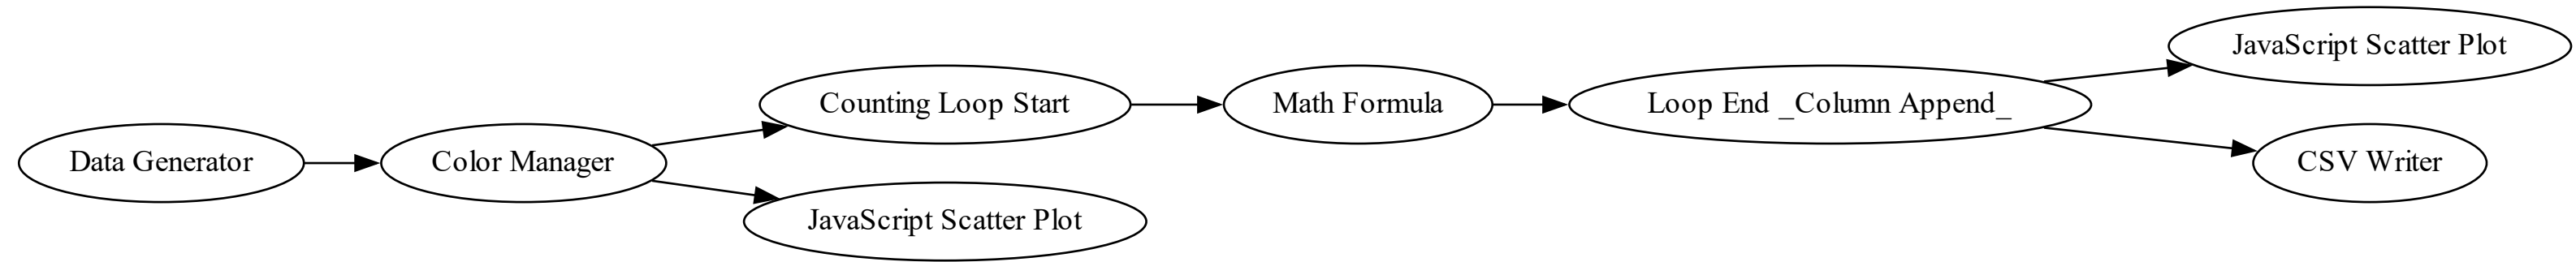 Data Generator
Color Manager
Counting Loop Start
JavaScript Scatter Plot
Math Formula
Loop End _Column Append_
JavaScript Scatter Plot
CSV Writer